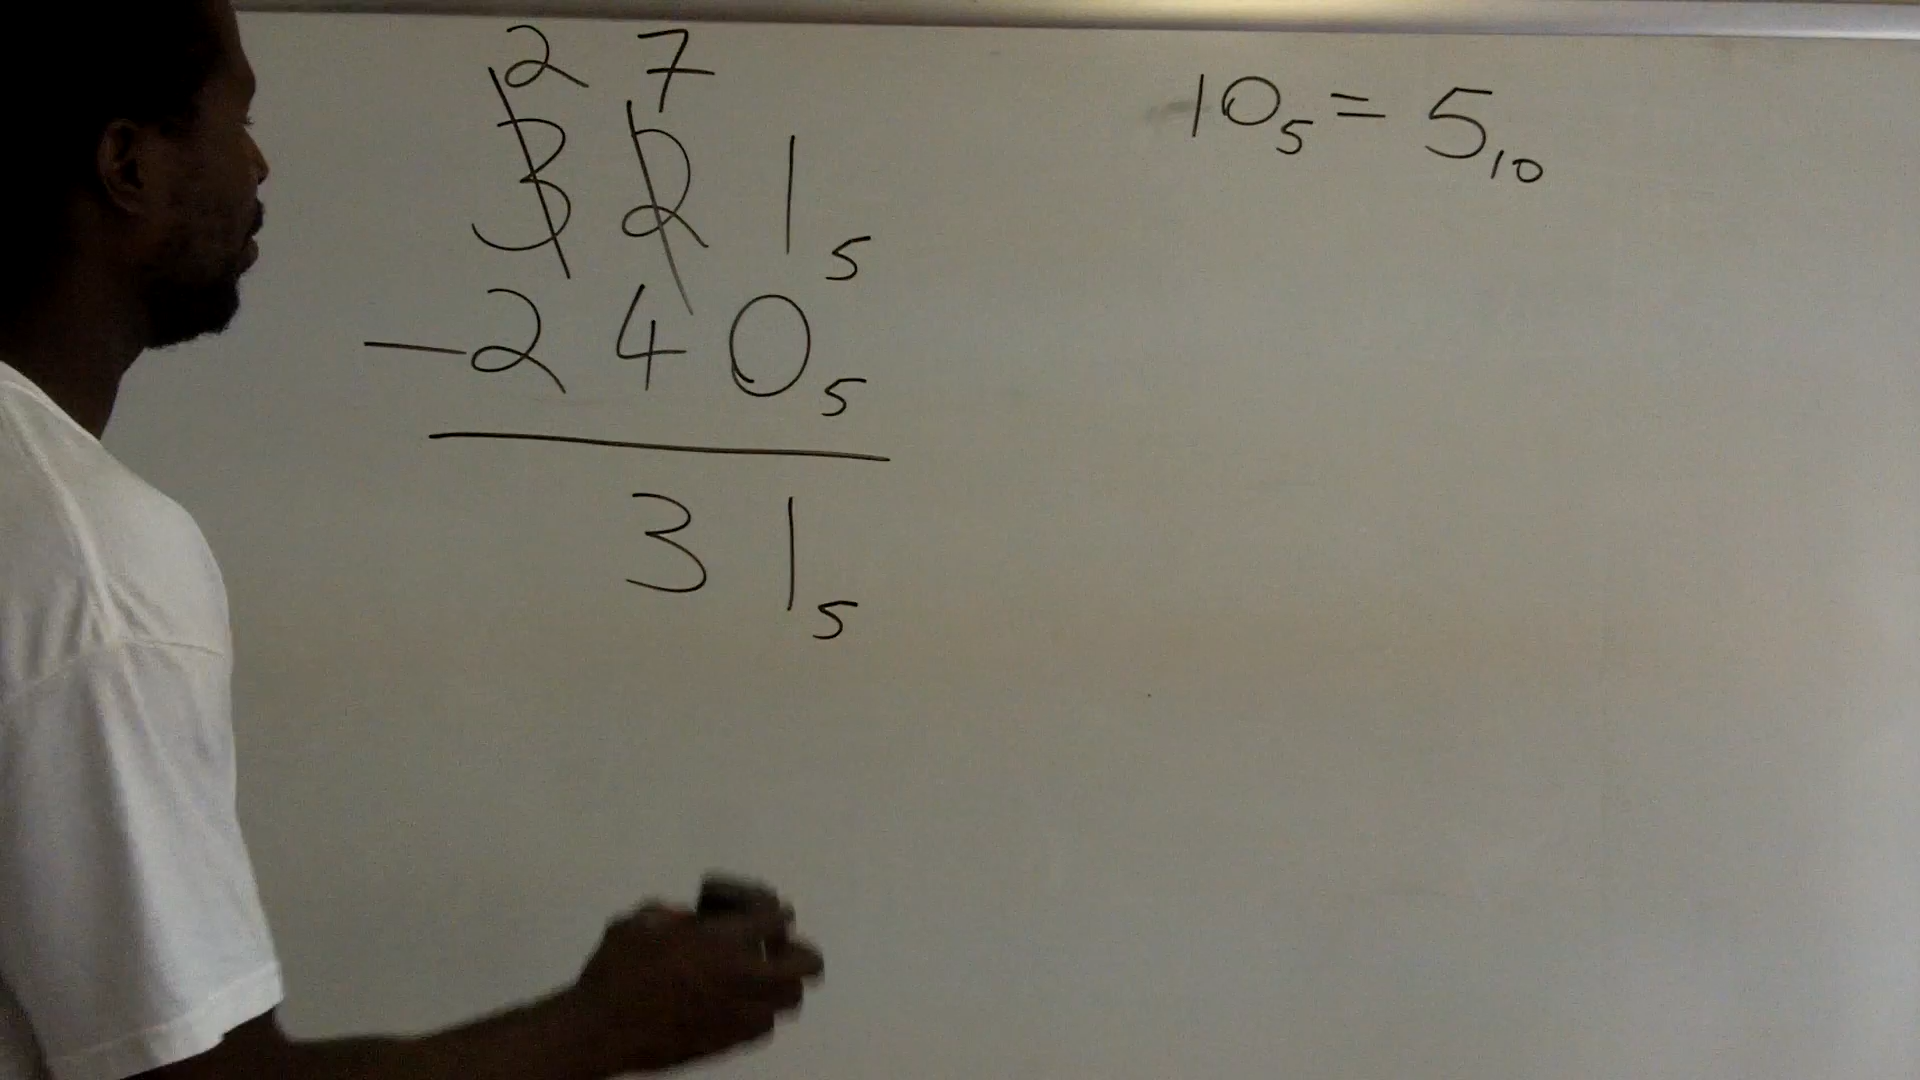 2 7
3 2 1₅
- 2 4 0₅
3 1₅
10₅ = 5₁₀